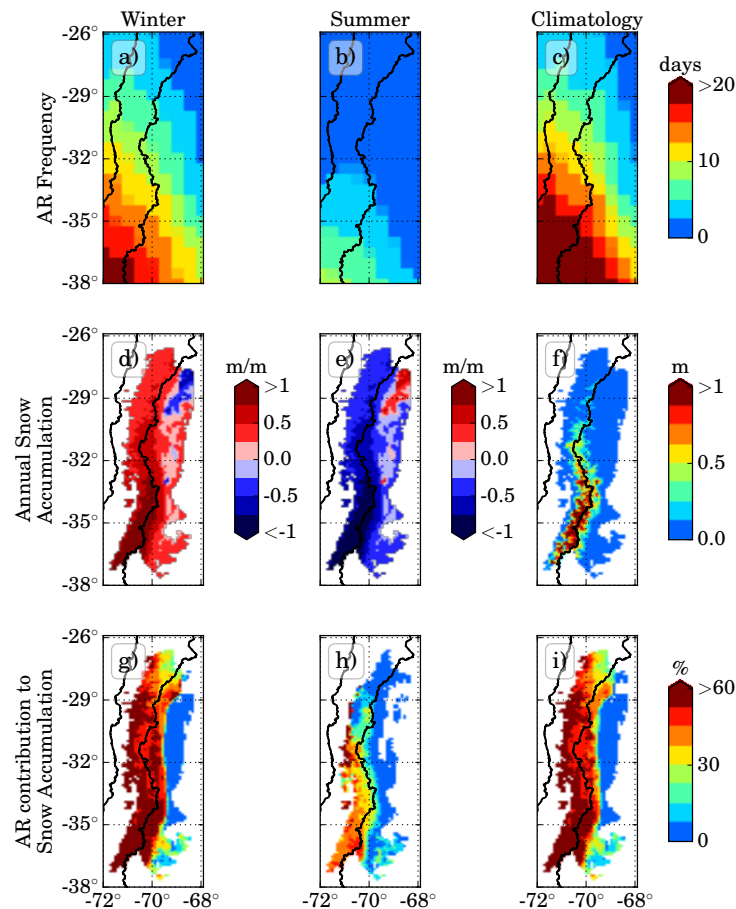 Winter Summer Climatology
AR Frequency
-26°
-29°
-32°
-35°
-38°
a) b) c)
days
>20
10
0
Annual Snow
Accumulation
-26°
-29°
-32°
-35°
-38°
d) e) f)
m/m
>1
0.5
0.0
-0.5
<-1
m/m
>1
0.5
0.0
-0.5
<-1
m
>1
0.5
0.0
AR contribution to
Snow Accumulation
-26°
-29°
-32°
-35°
-38°
g) h) i)
%
>60
30
0
-72° -70° -68° -72° -70° -68° -72° -70° -68°